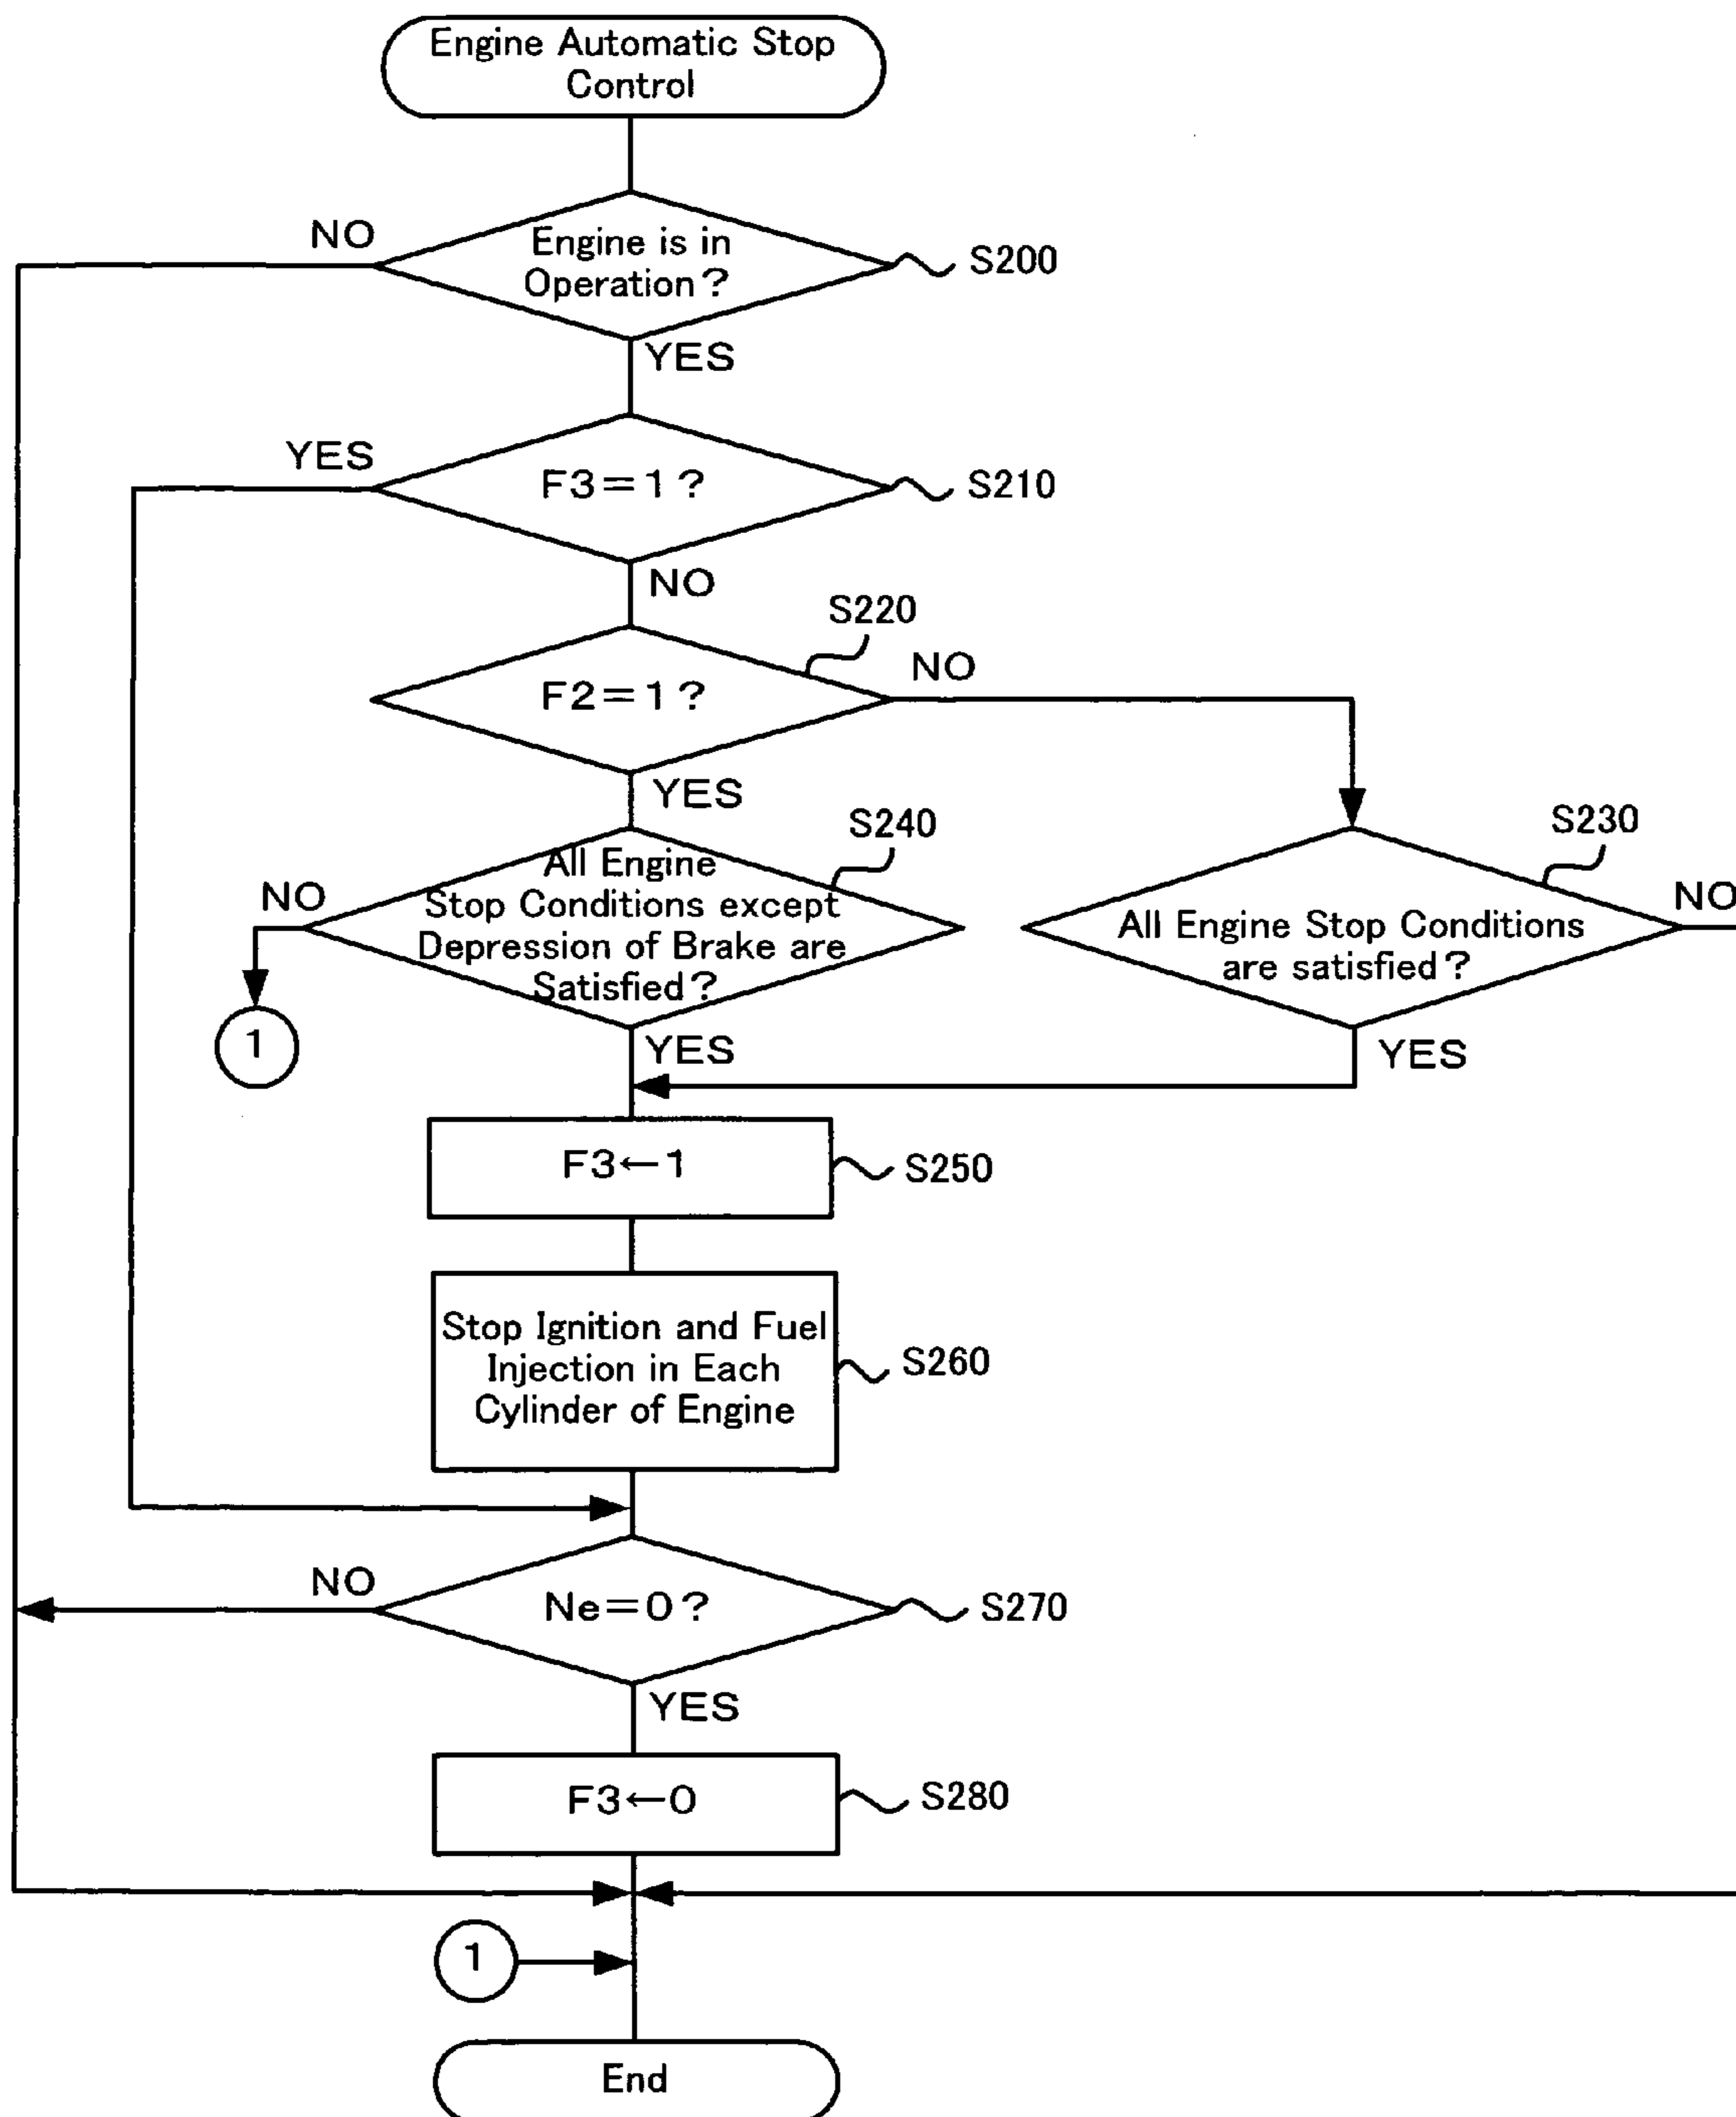 Engine Automatic Stop
Control
NO
Engine is in
Operation?
S200
YES
YES
F3=1?
S210
NO
S220
F2=1?
NO
YES
S240
S230
NO
All Engine
Stop Conditions except
Depression of Brake are
Satisfied?
All Engine Stop Conditions
are satisfied?
NO
1
YES
YES
F3←1
S250
Stop Ignition and Fuel
Injection in Each
Cylinder of Engine
S260
NO
Ne=0?
S270
YES
F3←0
S280
1
End